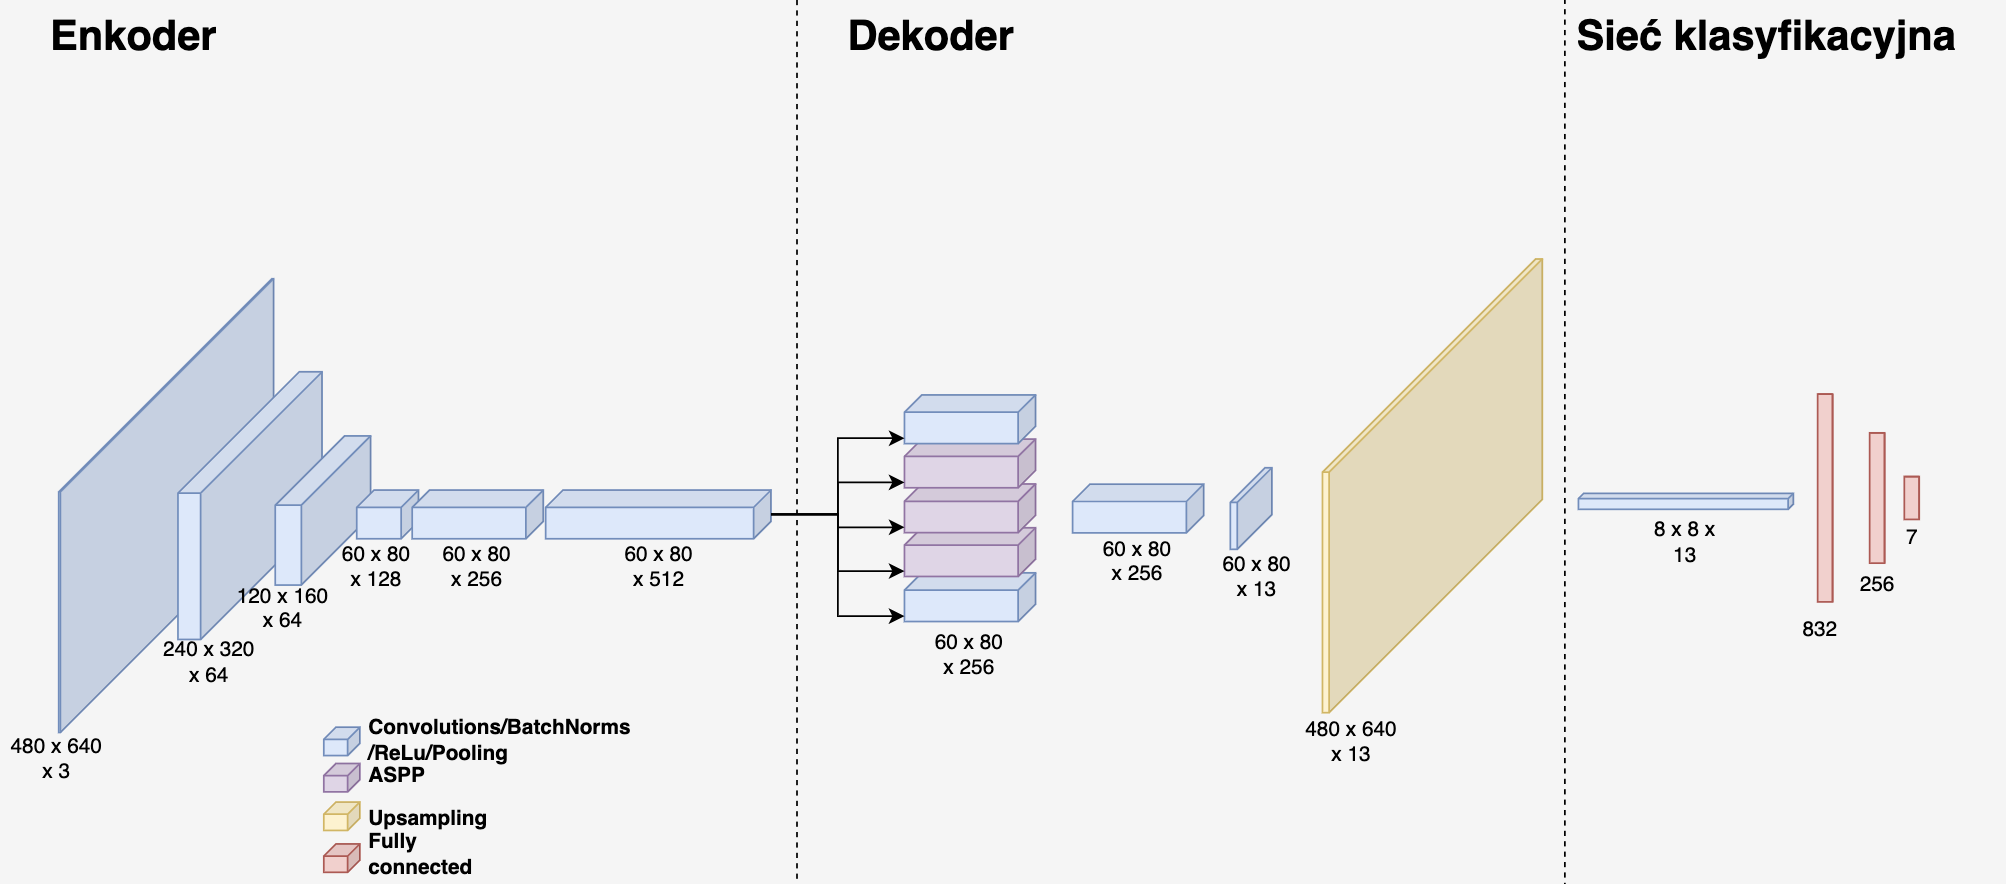 Enkoder
Dekoder
Sieć klasyfikacyjna
480 x 640
x 3
240 x 320
x 64
120 x 160
x 64
60 x 80
x 128
60 x 80
x 256
60 x 80
x 512
60 x 80
x 256
60 x 80
x 256
60 x 80
x 13
480 x 640
x 13
8 x 8 x
13
832
256
7
Convolutions/BatchNorms
/ReLu/Pooling
ASPP
Upsampling
Fully
connected